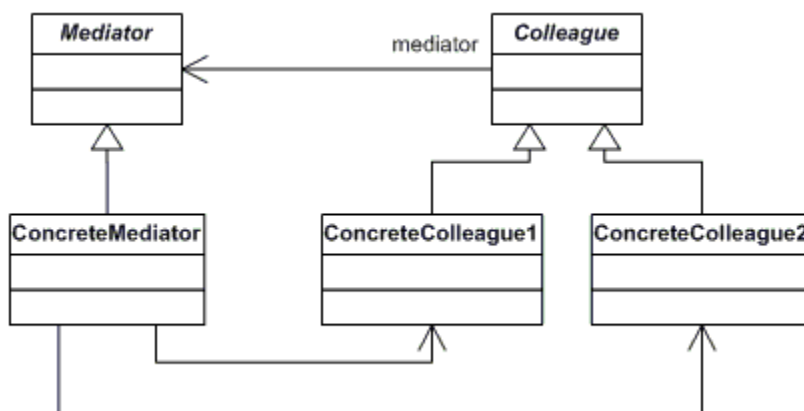 Mediator
mediator
Colleague
ConcreteMediator
ConcreteColleague1
ConcreteColleague2